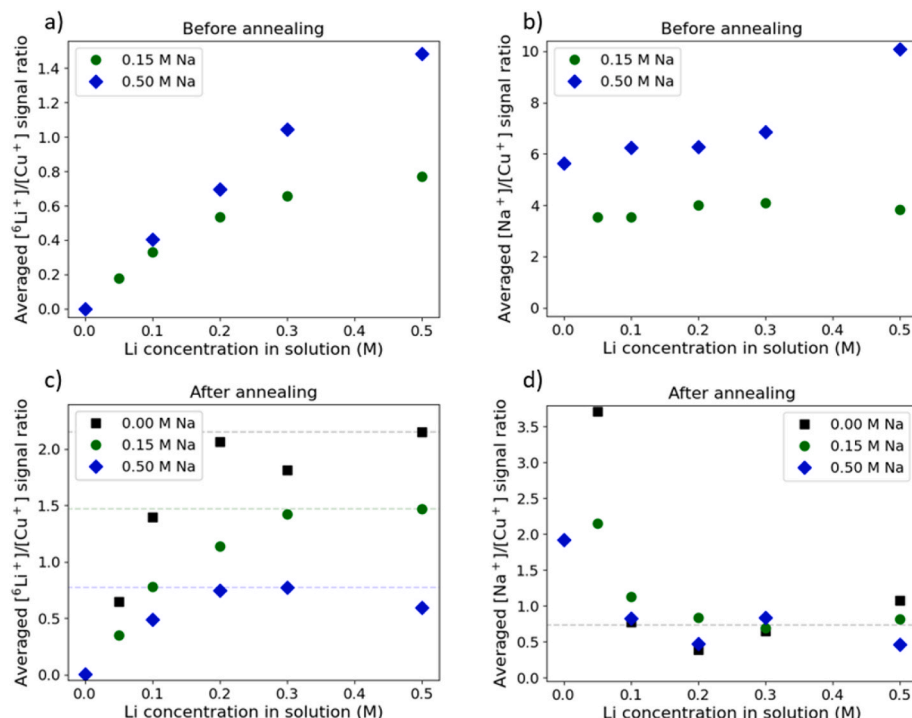 a)
Before annealing
0.15 M Na
0.50 M Na
Averaged [⁶Li⁺]/[Cu⁺] signal ratio
1.4
1.2
1.0
0.8
0.6
0.4
0.2
0.0
0.0 0.1 0.2 0.3 0.4 0.5
Li concentration in solution (M)
b)
Before annealing
0.15 M Na
0.50 M Na
Averaged [Na⁺]/[Cu⁺] signal ratio
10
8
6
4
2
0
0.0 0.1 0.2 0.3 0.4 0.5
Li concentration in solution (M)
c)
After annealing
0.00 M Na
0.15 M Na
0.50 M Na
Averaged [⁶Li⁺]/[Cu⁺] signal ratio
2.0
1.5
1.0
0.5
0.0
0.0 0.1 0.2 0.3 0.4 0.5
Li concentration in solution (M)
d)
After annealing
0.00 M Na
0.15 M Na
0.50 M Na
Averaged [Na⁺]/[Cu⁺] signal ratio
3.5
3.0
2.5
2.0
1.5
1.0
0.5
0.0
0.0 0.1 0.2 0.3 0.4 0.5
Li concentration in solution (M)